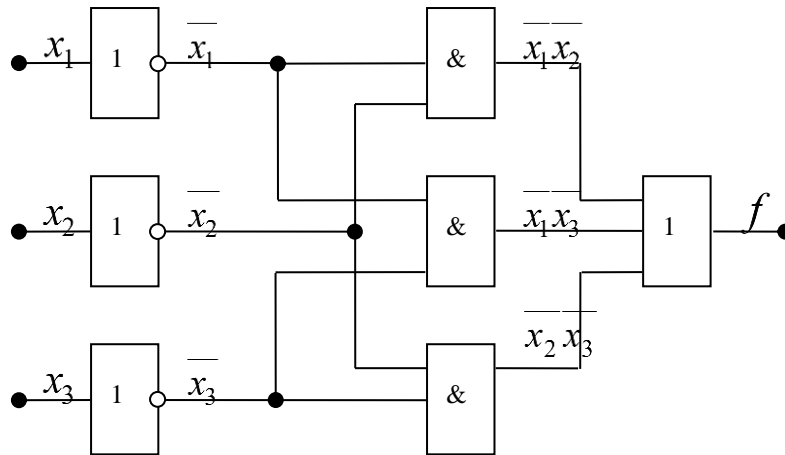 x₁ 1 x̅₁ & x̅₁x̅₂
x₂ 1 x̅₂ & x̅₁x̅₃ 1 f
x̅₂x̅₃
x₃ 1 x̅₃ &